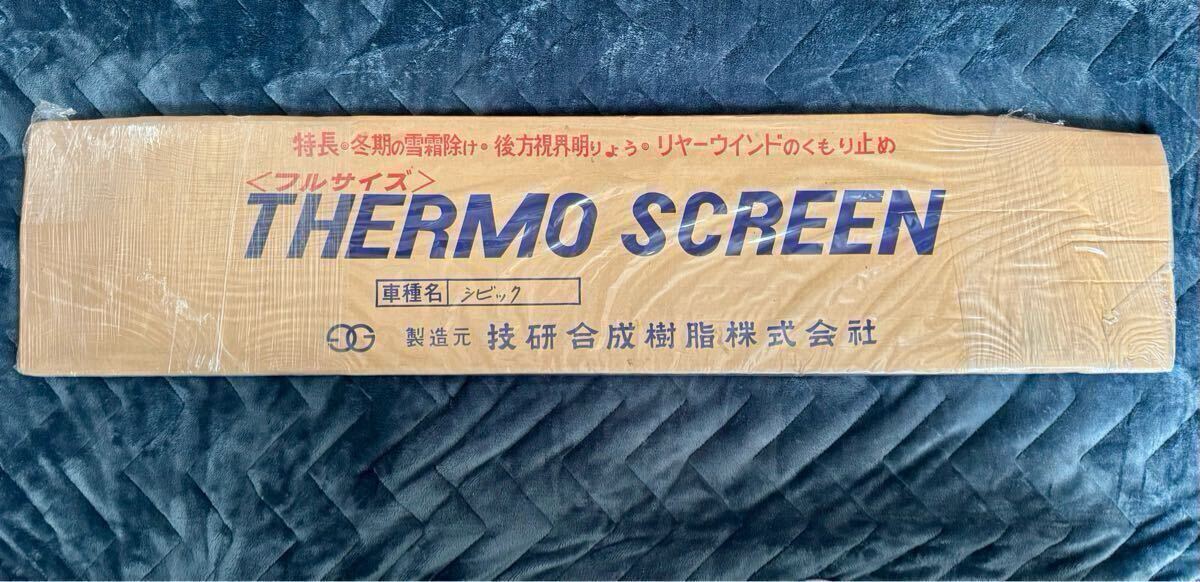 特長◦冬期の雪霜除け・後方視界明りょう◦リヤーウインドのくもり止め
＜フルサイズ＞
THERMO SCREEN
車種名 シビック
GG 製造元 技研合成樹脂株式会社